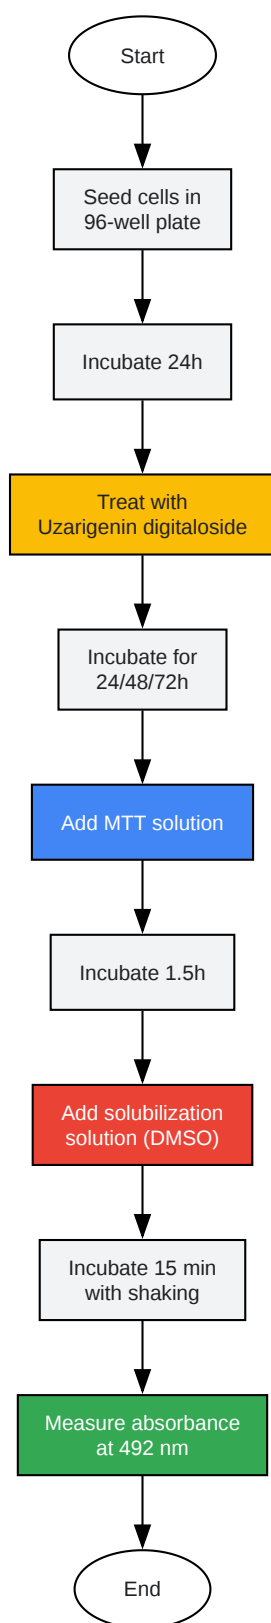 Start
Seed cells in
96-well plate
Incubate 24h
Treat with
Uzarigenin digitaloside
Incubate for
24/48/72h
Add MTT solution
Incubate 1.5h
Add solubilization
solution (DMSO)
Incubate 15 min
with shaking
Measure absorbance
at 492 nm
End